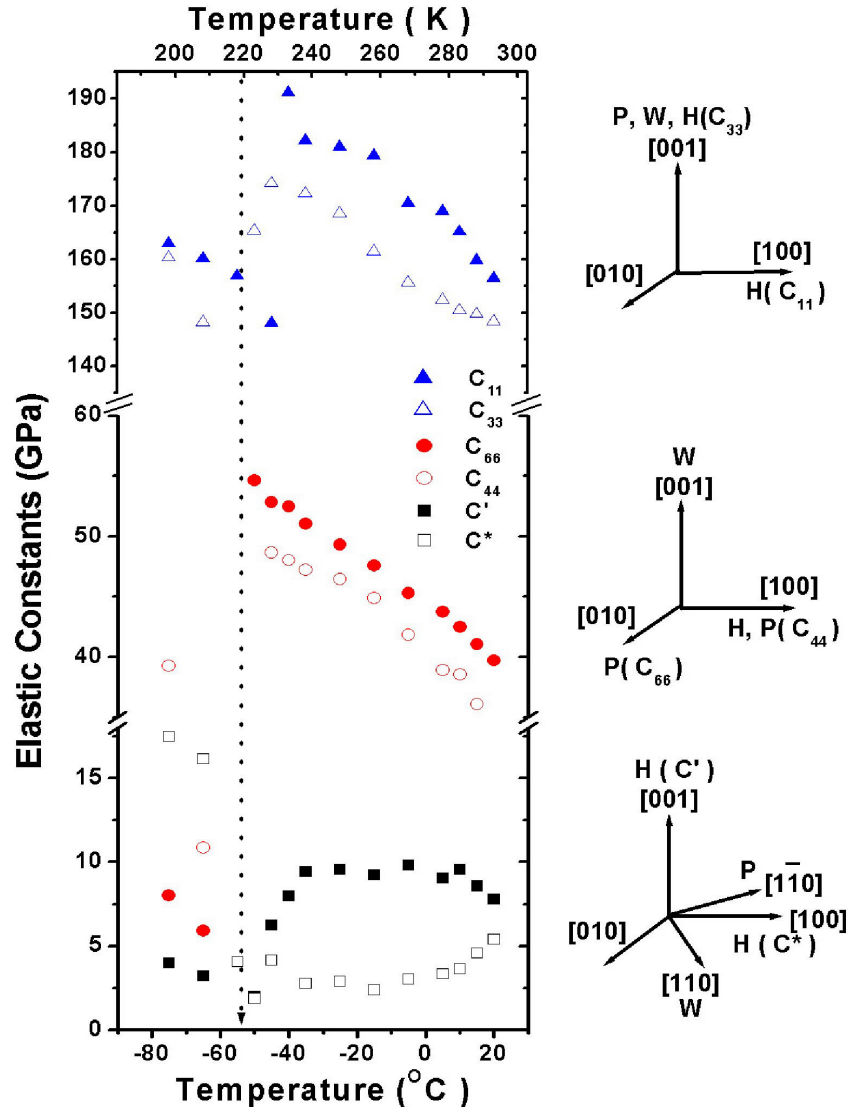 Temperature ( K )
200 220 240 260 280 300
190
180
170
160
150
140
60
50
40
15
10
5
0
Elastic Constants (GPa)
C11
C33
C66
C44
C'
C*
-80 -60 -40 -20 0 20
Temperature (°C )
P, W, H(C33)
[001]
[100]
[010]
H( C11)
W
[001]
[100]
[010]
H, P( C44)
P( C66)
H ( C')
[001]
P [11̅0]
[100]
[010]
H ( C*)
[110]
W